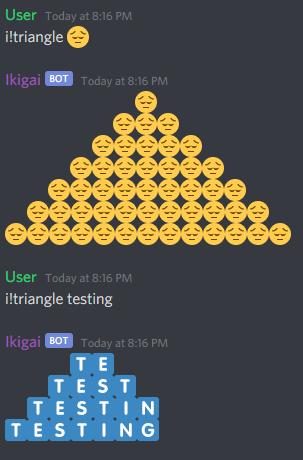 User Today at 8:16 PM
i!triangle 😔
Ikigai BOT Today at 8:16 PM
User Today at 8:16 PM
i!triangle testing
Ikigai BOT Today at 8:16 PM
T E
T E S T
T E S T I N
T E S T I N G